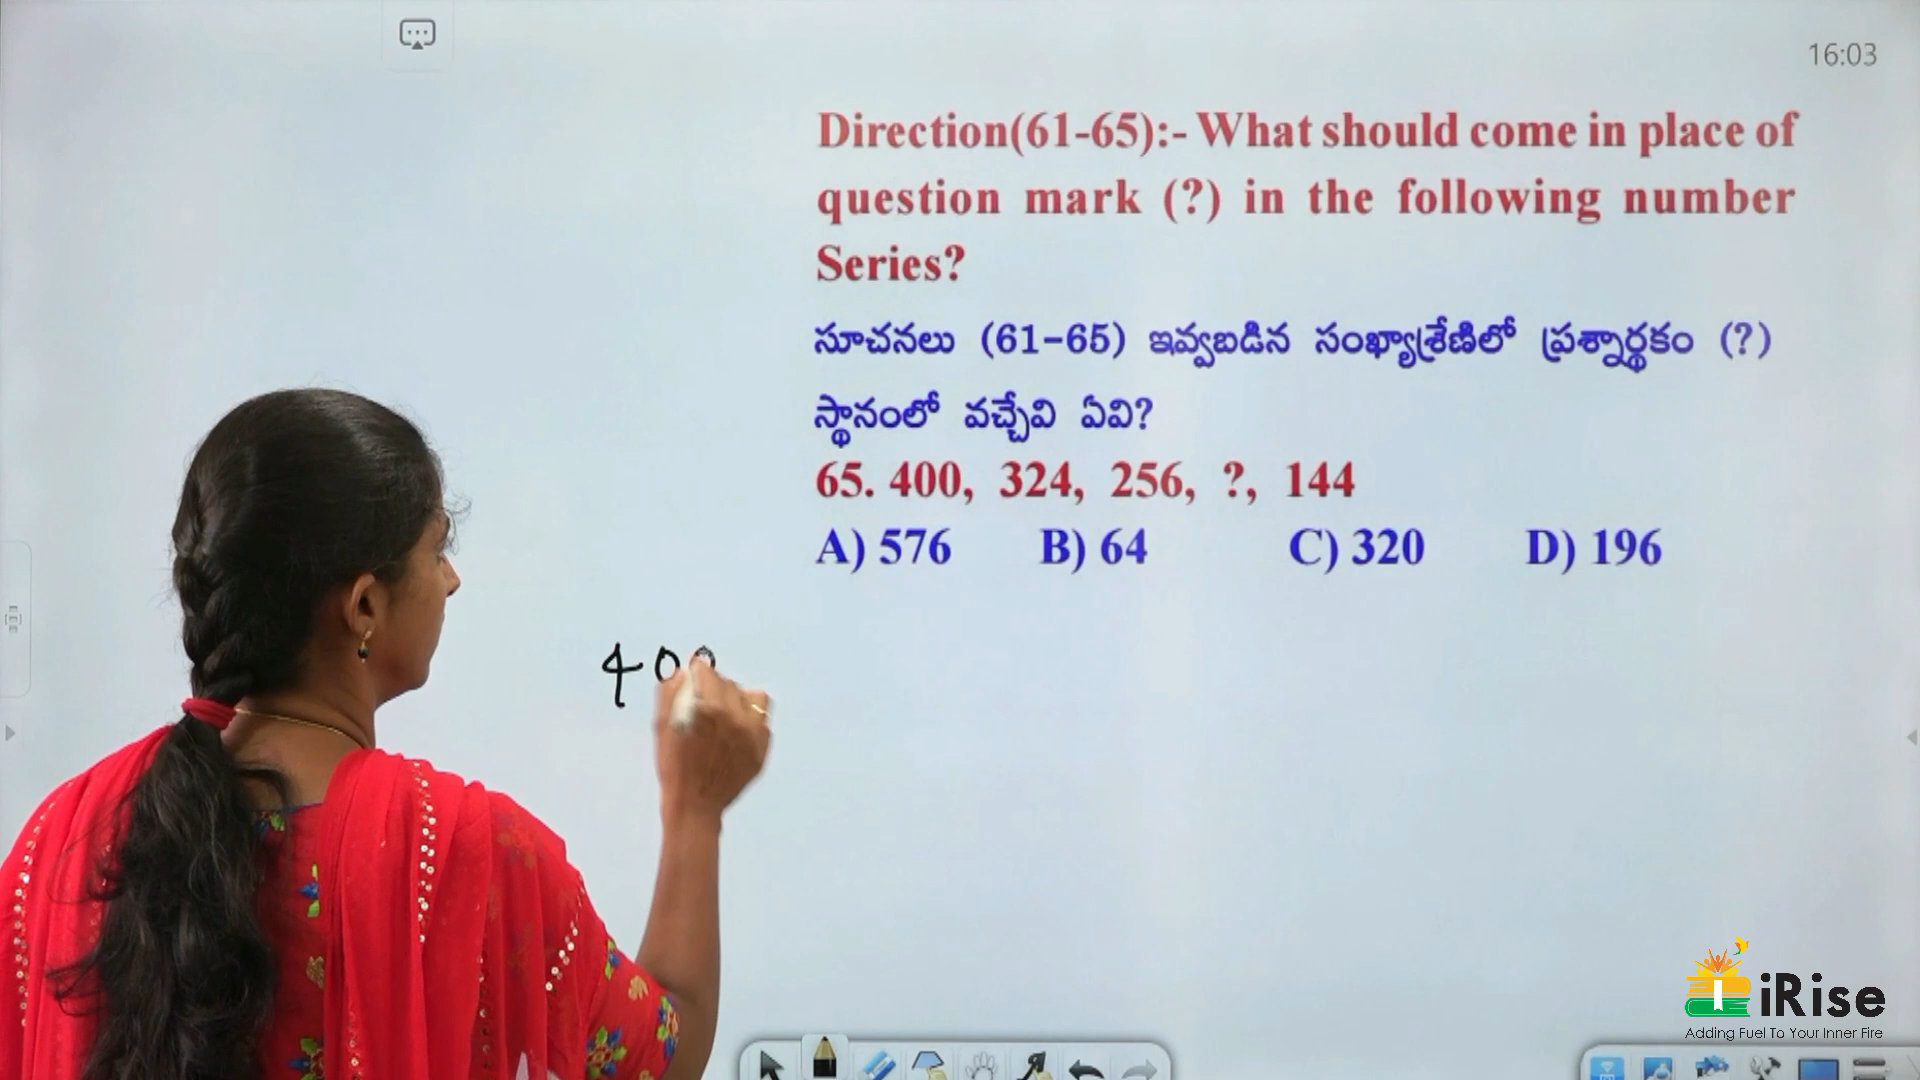 16:03
Direction(61-65):- What should come in place of
question mark (?) in the following number
Series?
సూచనలు (61-65) ఇవ్వబడిన సంఖ్యాశ్రేణిలో ప్రశ్నార్థకం (?)
స్థానంలో వచ్చేవి ఏవి?
65. 400, 324, 256, ?, 144
A) 576 B) 64 C) 320 D) 196
400
iRise
Adding Fuel To Your Inner Fire